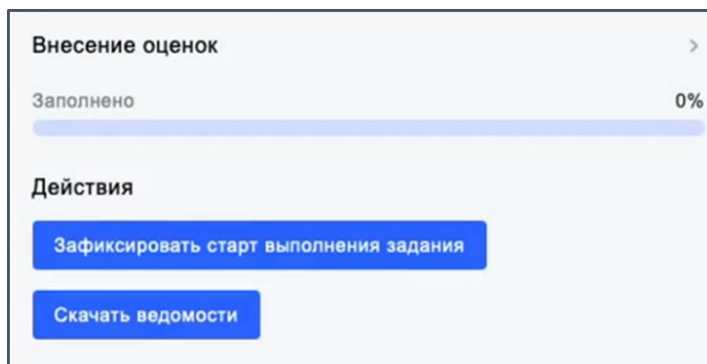 Внесение оценок
Заполнено 0%
Действия
Зафиксировать старт выполнения задания
Скачать ведомости